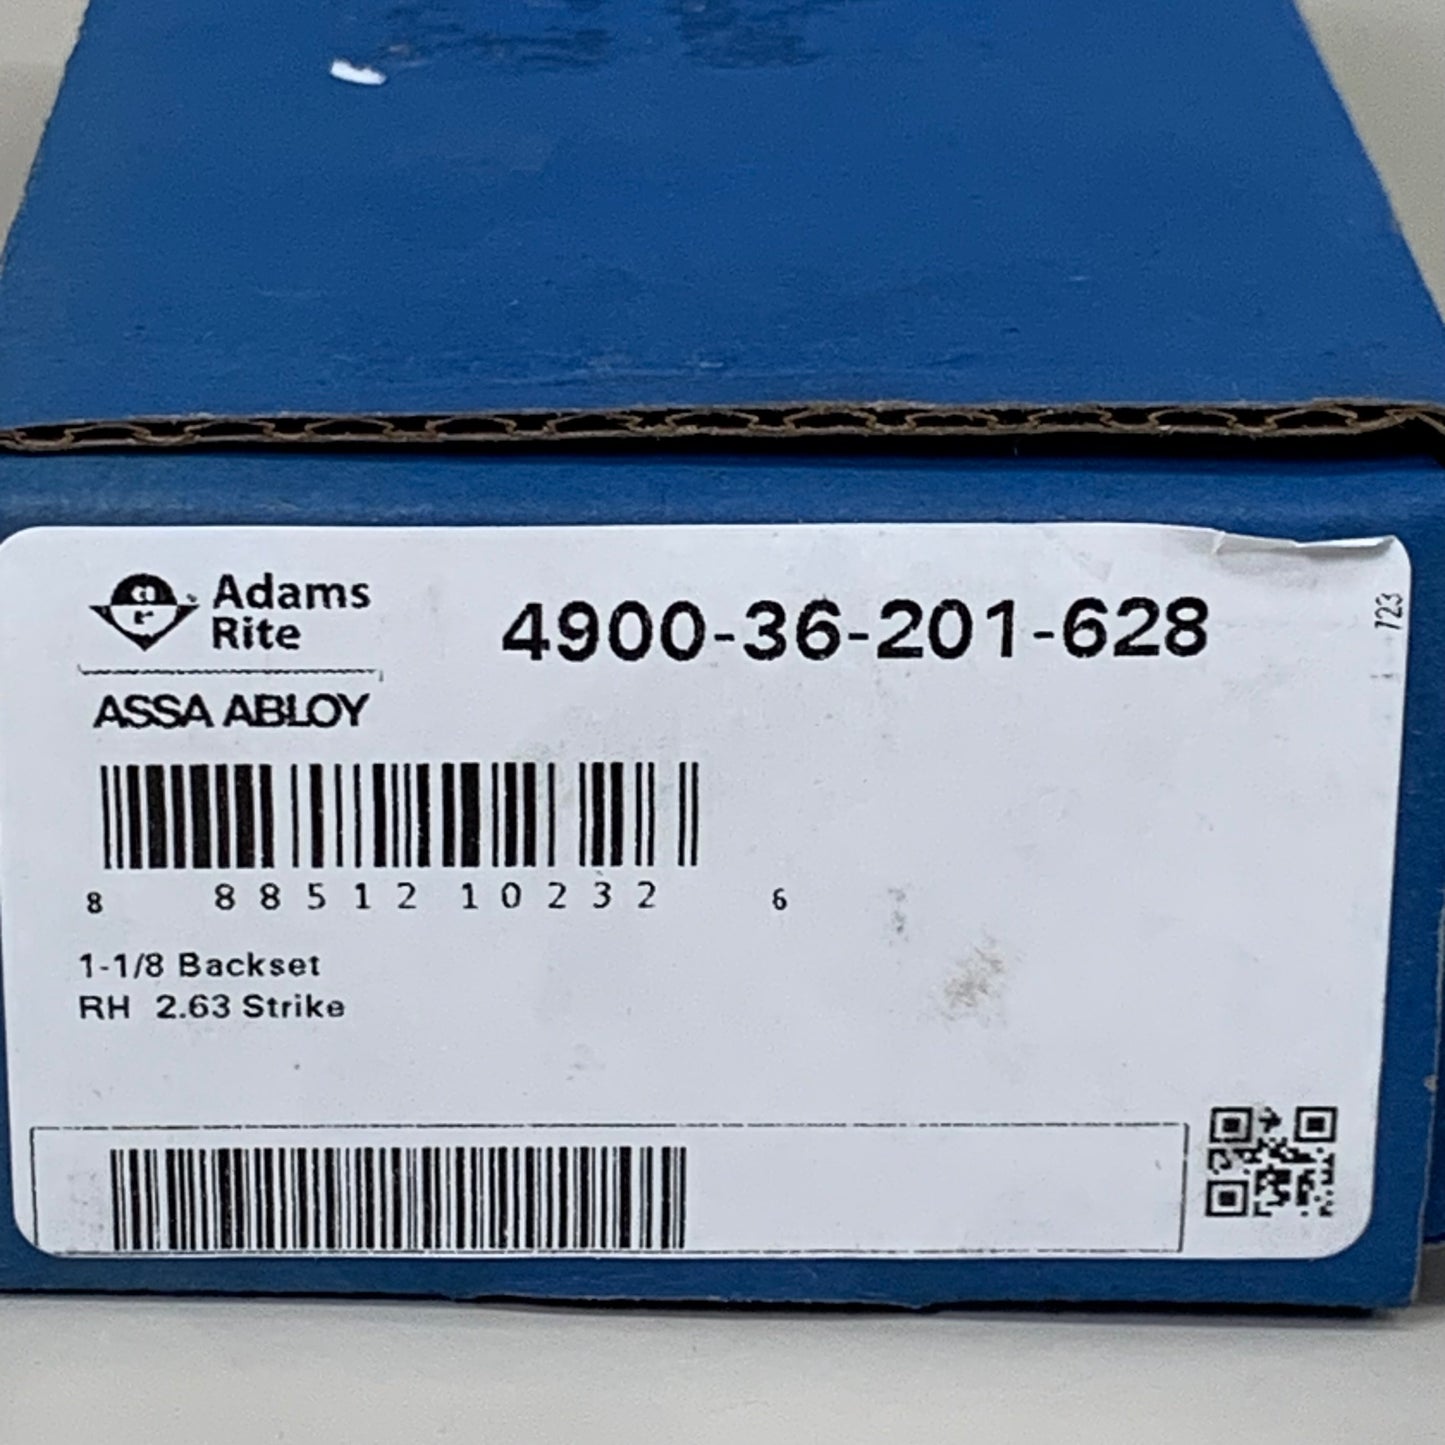 Adams
Rite
ASSA ABLOY
4900-36-201-628
723
8 88512 10232 6
1-1/8 Backset
RH 2.63 Strike